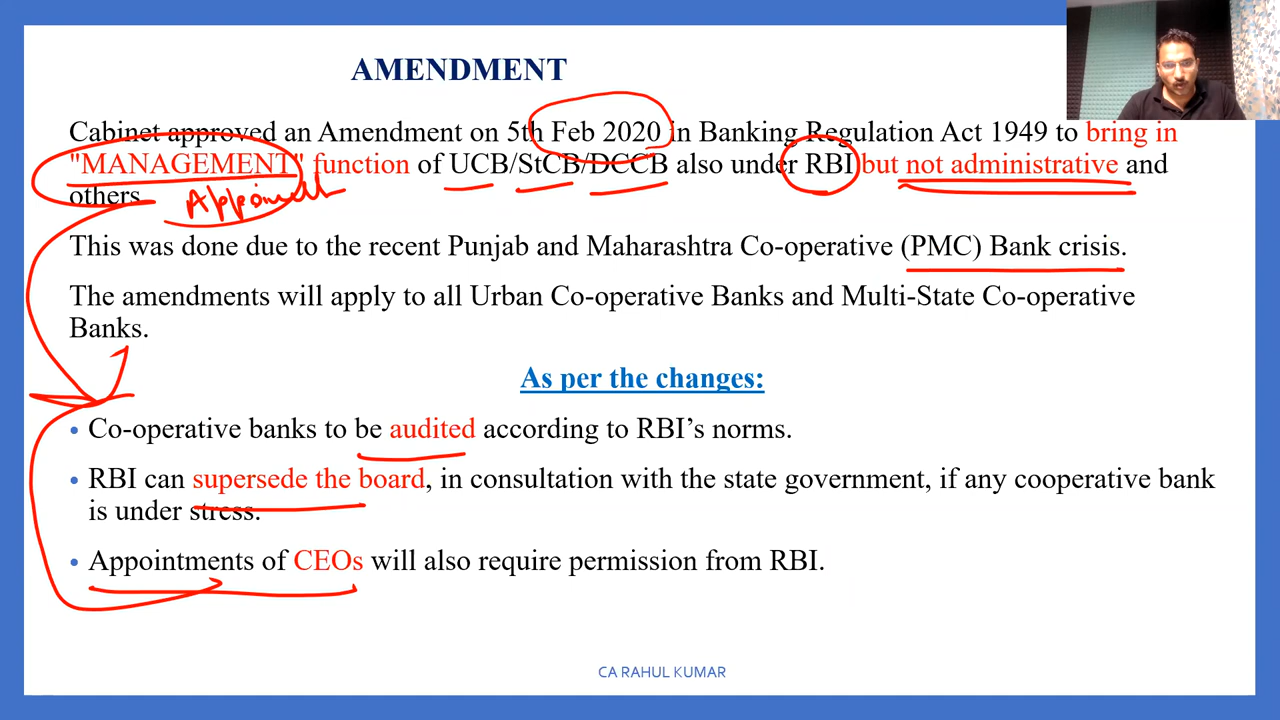 AMENDMENT
Cabinet approved an Amendment on 5th Feb 2020 in Banking Regulation Act 1949 to bring in
"MANAGEMENT" function of UCB/StCB/DCCB also under RBI but not administrative and
others.
This was done due to the recent Punjab and Maharashtra Co-operative (PMC) Bank crisis.
The amendments will apply to all Urban Co-operative Banks and Multi-State Co-operative
Banks.
As per the changes:
• Co-operative banks to be audited according to RBI’s norms.
• RBI can supersede the board, in consultation with the state government, if any cooperative bank
is under stress.
• Appointments of CEOs will also require permission from RBI.
CA RAHUL KUMAR